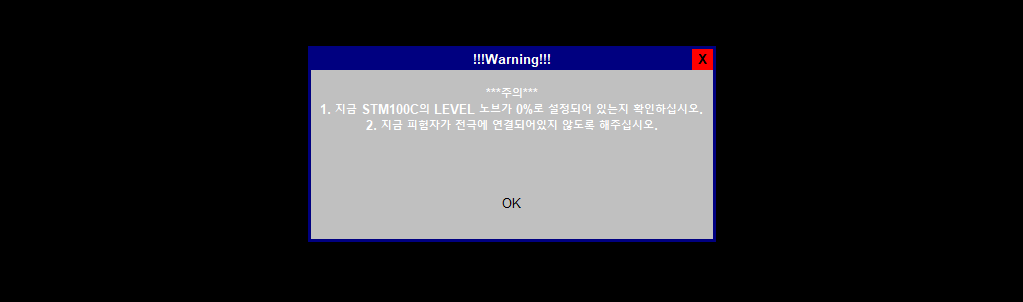 !!!Warning!!!
X
***주의***
1. 지금 STM100C의 LEVEL 노브가 0%로 설정되어 있는지 확인하십시오.
2. 지금 피험자가 전극에 연결되어있지 않도록 해주십시오.
OK